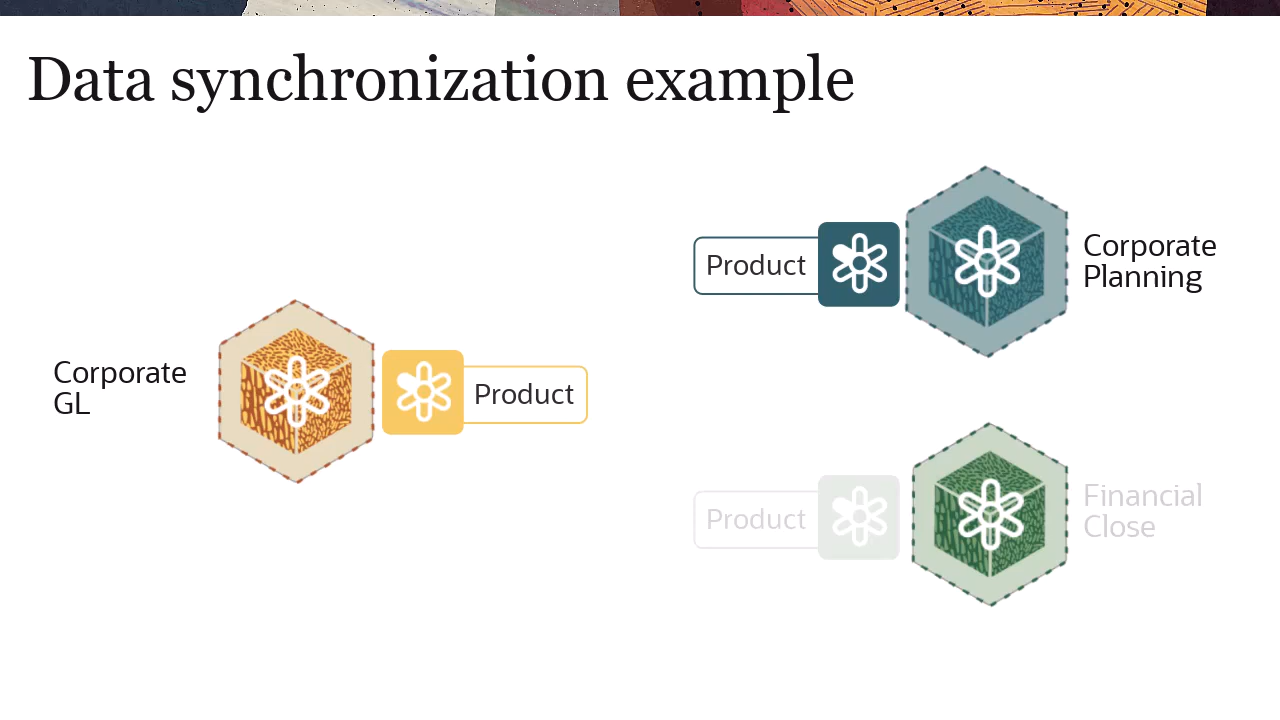 Data synchronization example
Corporate
GL
Product
Product
Corporate
Planning
Product
Financial
Close